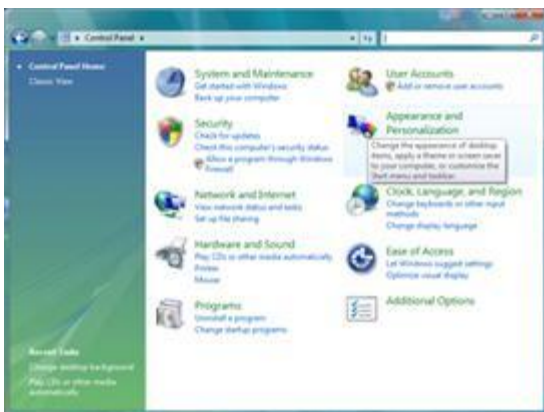 Control Panel
Control Panel Home
Classic View
System and Maintenance
Get started with Windows
Back up your computer
Security
Check for updates
Check this computer's security status
Allow a program through Windows
Firewall
Network and Internet
View network status and tasks
Set up file sharing
Hardware and Sound
Play CDs or other media automatically
Printer
Mouse
Programs
Uninstall a program
Change startup programs
User Accounts
Add or remove user accounts
Appearance and
Personalization
Change the appearance of desktop
items, apply a theme or screen saver
to your computer, or customize the
Start menu and taskbar.
Clock, Language, and Region
Change keyboards or other input
methods
Change display language
Ease of Access
Let Windows suggest settings
Optimize visual display
Additional Options
Recent Tasks
Change desktop background
Play CDs or other media
automatically